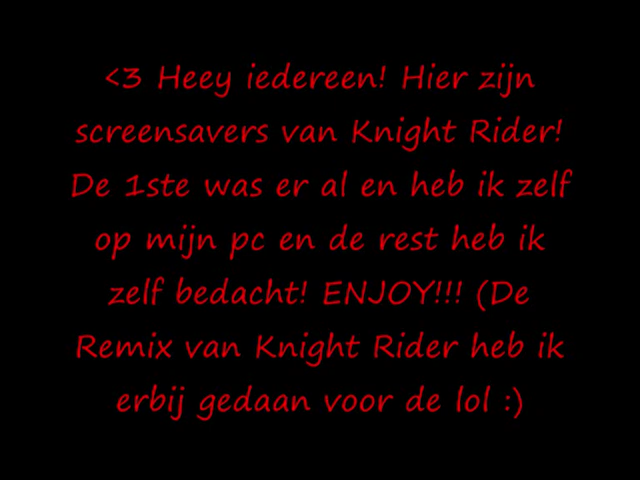 <3 Heey iedereen! Hier zijn
screensavers van Knight Rider!
De 1ste was er al en heb ik zelf
op mijn pc en de rest heb ik
zelf bedacht! ENJOY!!! (De
Remix van Knight Rider heb ik
erbij gedaan voor de lol :)